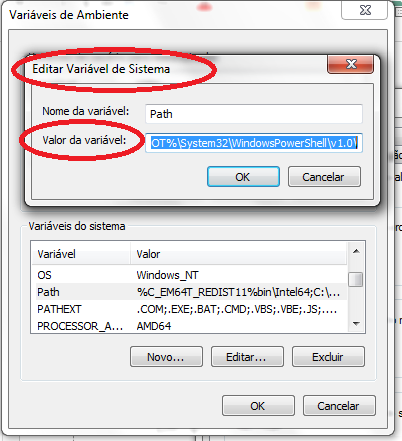 Variáveis de Ambiente
Editar Variável de Sistema
Nome da variável: Path
Valor da variável: OT%\System32\WindowsPowerShell\v1.0\
OK Cancelar
Variáveis do sistema
Variável Valor
OS Windows_NT
Path %C_EM64T_REDIST11%bin\Intel64;C:\...
PATHEXT .COM;.EXE;.BAT;.CMD;.VBS;.VBE;.JS;....
PROCESSOR_A... AMD64
Novo... Editar... Excluir
OK Cancelar